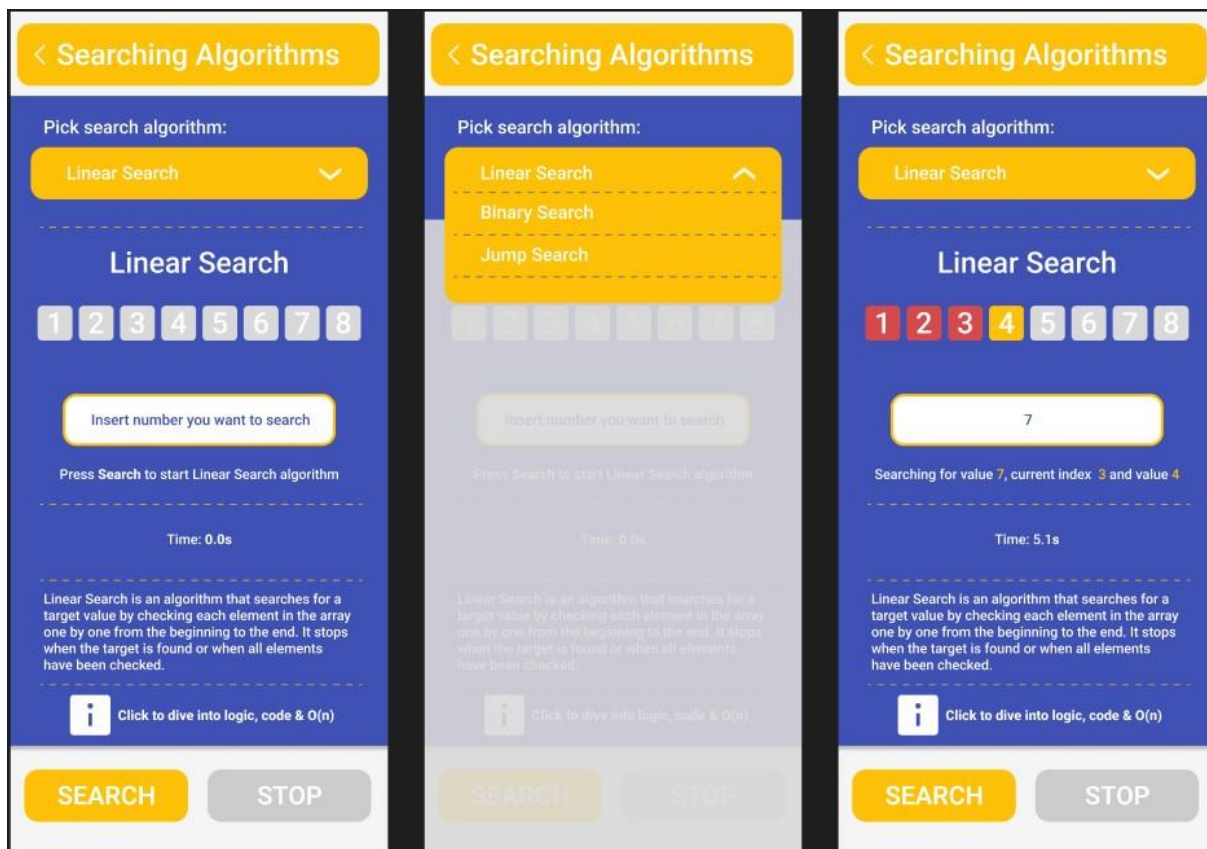 Searching Algorithms
Pick search algorithm:
Linear Search
Linear Search
1 2 3 4 5 6 7 8
Insert number you want to search
Press Search to start Linear Search algorithm
Time: 0.0s
Linear Search is an algorithm that searches for a
target value by checking each element in the array
one by one from the beginning to the end. It stops
when the target is found or when all elements
have been checked.
i Click to dive into logic, code & O(n)
SEARCH STOP
Searching Algorithms
Pick search algorithm:
Linear Search
Binary Search
Jump Search
1 2 3 4 5 6 7 8
Insert number you want to search
Press Search to start Linear Search algorithm
Time: 0.0s
Linear Search is an algorithm that searches for a
target value by checking each element in the array
one by one from the beginning to the end. It stops
when the target is found or when all elements
have been checked.
i Click to dive into logic, code & O(n)
SEARCH STOP
Searching Algorithms
Pick search algorithm:
Linear Search
Linear Search
1 2 3 4 5 6 7 8
7
Searching for value 7, current index 3 and value 4
Time: 5.1s
Linear Search is an algorithm that searches for a
target value by checking each element in the array
one by one from the beginning to the end. It stops
when the target is found or when all elements
have been checked.
i Click to dive into logic, code & O(n)
SEARCH STOP